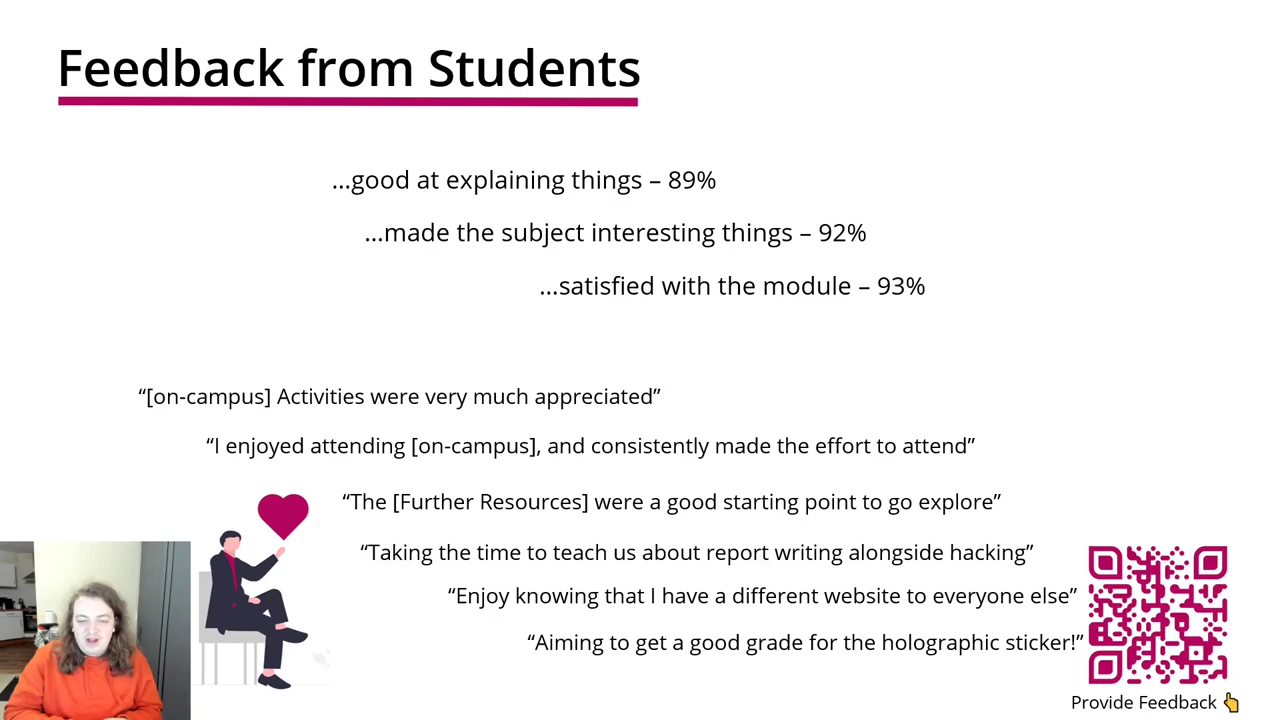 Feedback from Students
...good at explaining things – 89%
...made the subject interesting things – 92%
...satisfied with the module – 93%
“[on-campus] Activities were very much appreciated”
“I enjoyed attending [on-campus], and consistently made the effort to attend”
“The [Further Resources] were a good starting point to go explore”
“Taking the time to teach us about report writing alongside hacking”
“Enjoy knowing that I have a different website to everyone else”
“Aiming to get a good grade for the holographic sticker!”
Provide Feedback 👆